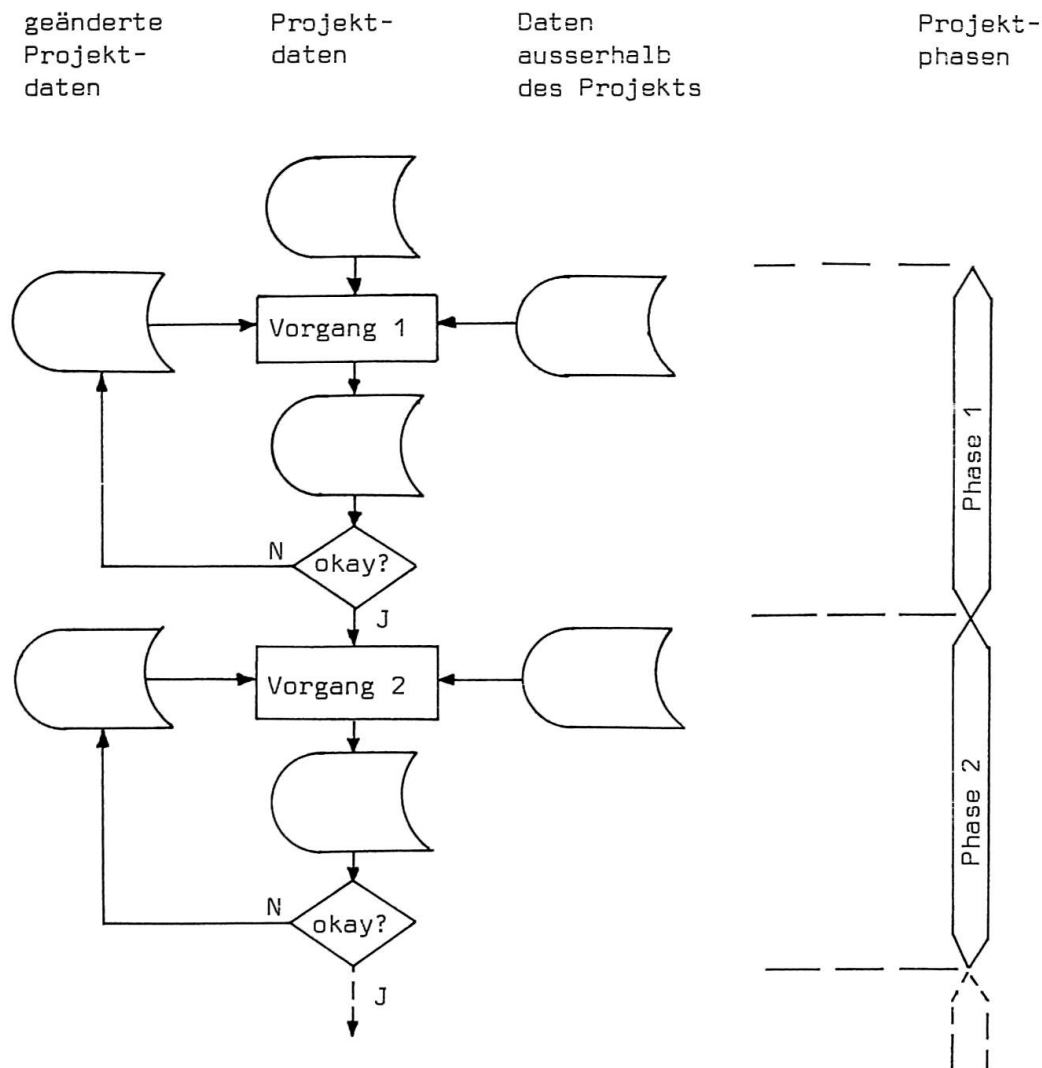 geänderte
Projekt-
daten
Projekt-
daten
Daten
ausserhalb
des Projekts
Projekt-
phasen
Vorgang 1
Phase 1
N
okay?
J
Vorgang 2
Phase 2
N
okay?
J